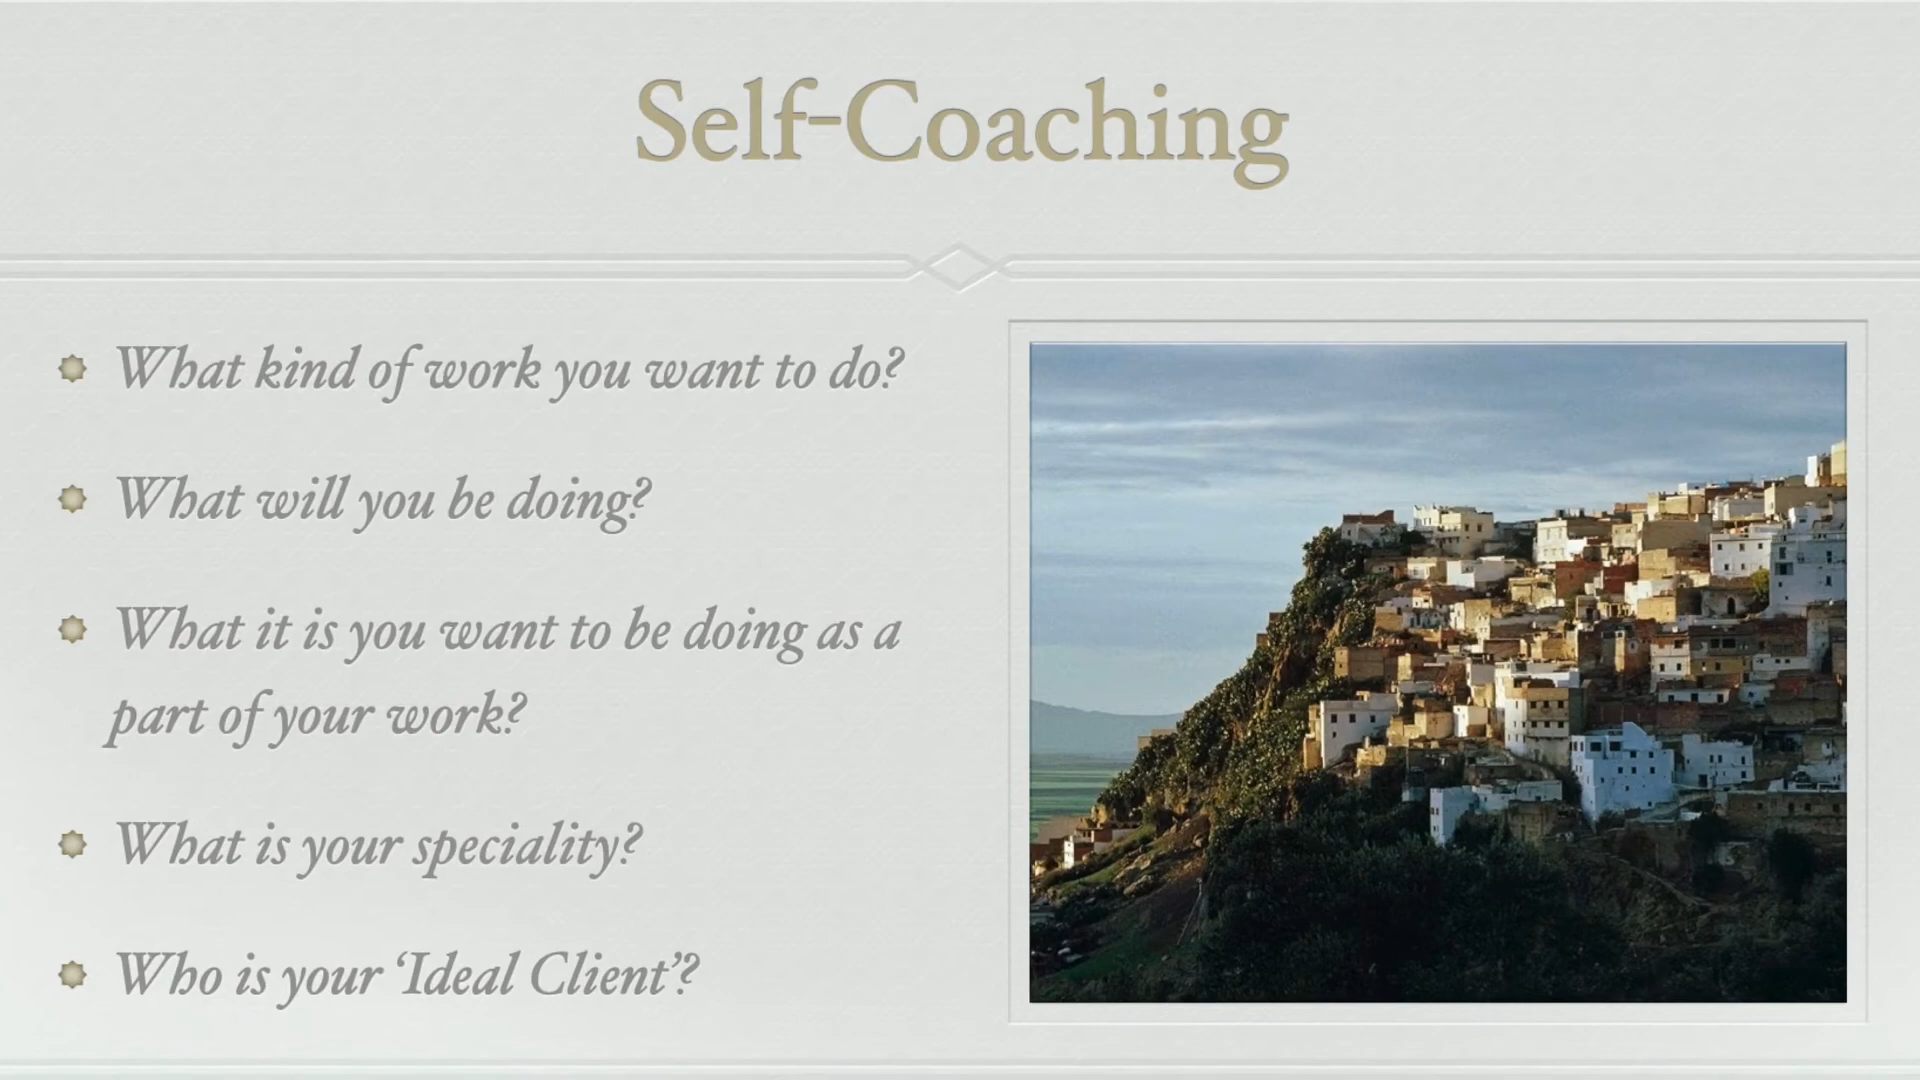 Self-Coaching
What kind of work you want to do?
What will you be doing?
What it is you want to be doing as a
part of your work?
What is your speciality?
Who is your ‘Ideal Client’?